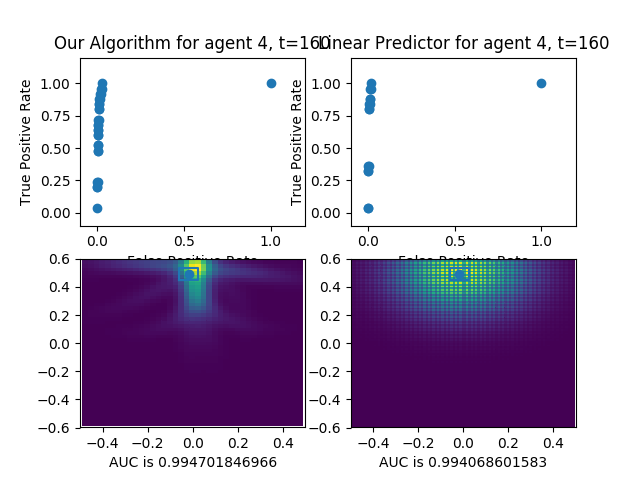 Our Algorithm for agent 4, t=160
Linear Predictor for agent 4, t=160
True Positive Rate
1.00
0.75
0.50
0.25
0.00
0.0 0.5 1.0
False Positive Rate
True Positive Rate
1.00
0.75
0.50
0.25
0.00
0.0 0.5 1.0
False Positive Rate
0.6
0.4
0.2
0.0
−0.2
−0.4
−0.6
−0.4 −0.2 0.0 0.2 0.4
AUC is 0.994701846966
0.6
0.4
0.2
0.0
−0.2
−0.4
−0.6
−0.4 −0.2 0.0 0.2 0.4
AUC is 0.994068601583